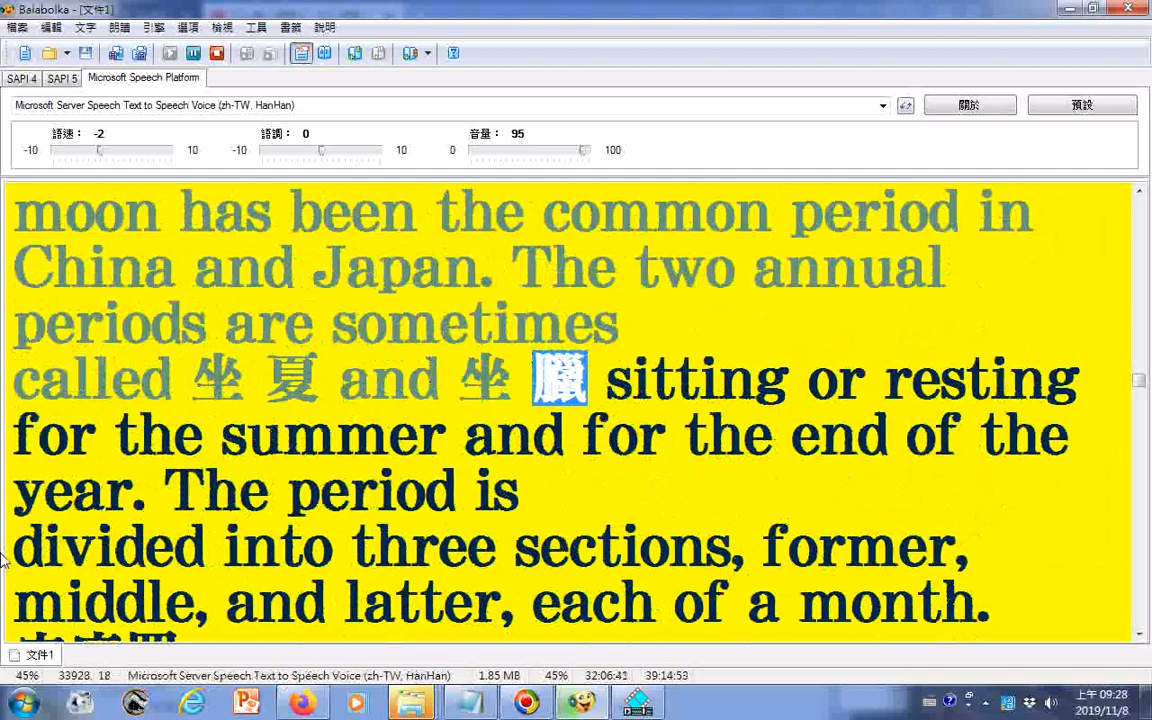 Balabolka - [文件1]
檔案 編輯 文字 朗讀 引擎 選項 檢視 工具 書籤 說明
SAPI 4 SAPI 5 Microsoft Speech Platform
Microsoft Server Speech Text to Speech Voice (zh-TW, HanHan) 關於 預設
語速： -2 語調： 0 音量： 95
-10 10 -10 10 0 100
moon has been the common period in
China and Japan. The two annual
periods are sometimes
called 坐 夏 and 坐 臘 sitting or resting
for the summer and for the end of the
year. The period is
divided into three sections, former,
middle, and latter, each of a month.
文件1
45% 33928, 18 Microsoft Server Speech Text to Speech Voice (zh-TW, HanHan) 1.85 MB 45% 32:06:41 39:14:53
上午 09:28
2019/11/8